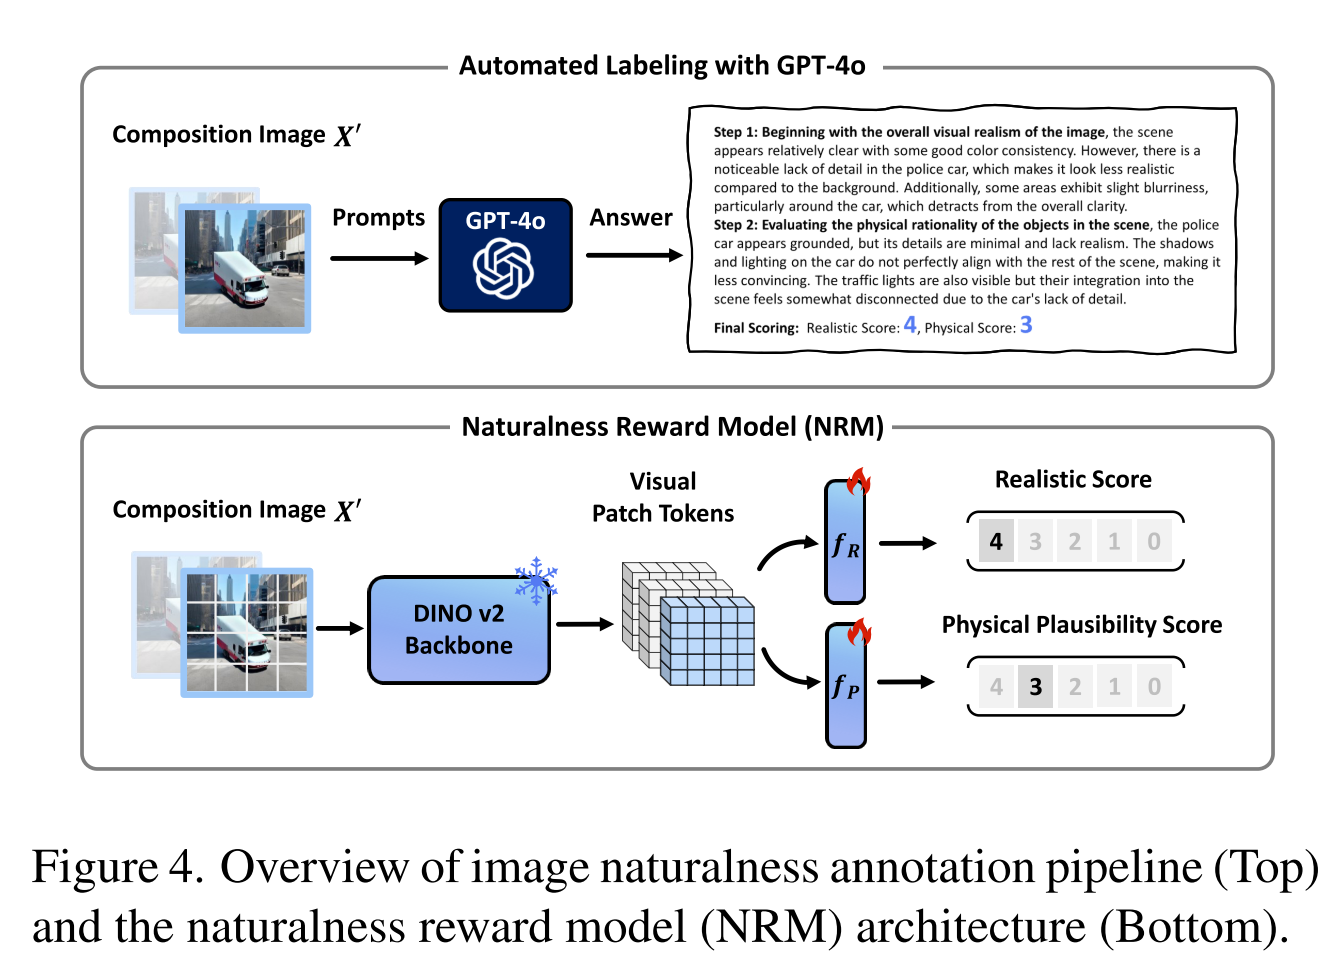 Automated Labeling with GPT-4o
Composition Image X′
Prompts
GPT-4o
Answer
Step 1: Beginning with the overall visual realism of the image, the scene
appears relatively clear with some good color consistency. However, there is a
noticeable lack of detail in the police car, which makes it look less realistic
compared to the background. Additionally, some areas exhibit slight blurriness,
particularly around the car, which detracts from the overall clarity.
Step 2: Evaluating the physical rationality of the objects in the scene, the police
car appears grounded, but its details are minimal and lack realism. The shadows
and lighting on the car do not perfectly align with the rest of the scene, making it
less convincing. The traffic lights are also visible but their integration into the
scene feels somewhat disconnected due to the car's lack of detail.
Final Scoring: Realistic Score: 4, Physical Score: 3
Naturalness Reward Model (NRM)
Composition Image X′
DINO v2
Backbone
Visual
Patch Tokens
f_R
f_P
Realistic Score
4 3 2 1 0
Physical Plausibility Score
4 3 2 1 0
Figure 4. Overview of image naturalness annotation pipeline (Top)
and the naturalness reward model (NRM) architecture (Bottom).